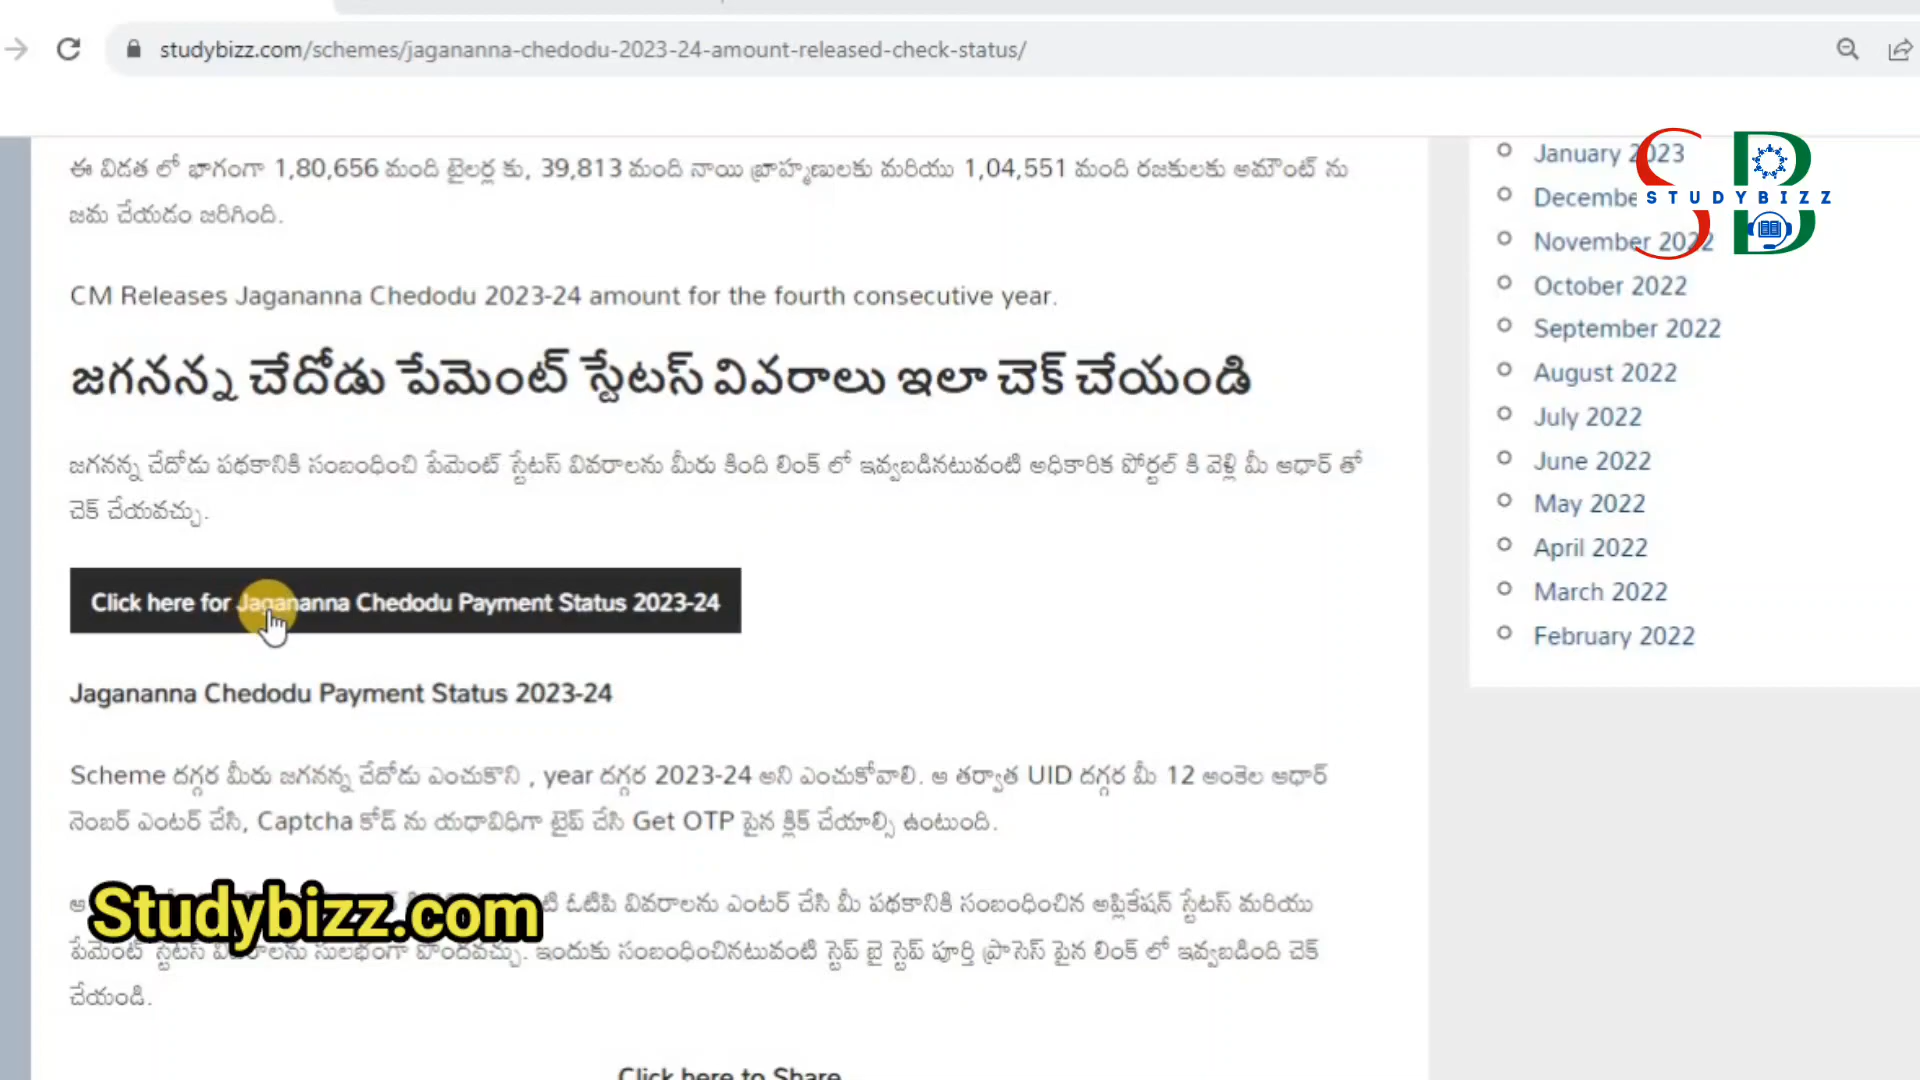 studybizz.com/schemes/jagananna-chedodu-2023-24-amount-released-check-status/
ఈ విడత లో భాగంగా 1,80,656 మంది టైలర్ల కు, 39,813 మంది నాయి బ్రాహ్మణులకు మరియు 1,04,551 మంది రజకులకు అమౌంట్ ను
జమ చేయడం జరిగింది.
CM Releases Jagananna Chedodu 2023-24 amount for the fourth consecutive year.
జగనన్న చేదోడు పేమెంట్ స్టేటస్ వివరాలు ఇలా చెక్ చేయండి
జగనన్న చేదోడు పథకానికి సంబంధించి పేమెంట్ స్టేటస్ వివరాలను మీరు కింది లింక్ లో ఇవ్వబడినటువంటి అధికారిక పోర్టల్ కి వెళ్లి మీ ఆధార్ తో
చెక్ చేయవచ్చు.
Click here for Jagananna Chedodu Payment Status 2023-24
Jagananna Chedodu Payment Status 2023-24
Scheme దగ్గర మీరు జగనన్న చేదోడు ఎంచుకొని , year దగ్గర 2023-24 అని ఎంచుకోవాలి. ఆ తర్వాత UID దగ్గర మీ 12 అంకెల ఆధార్
నెంబర్ ఎంటర్ చేసి, Captcha కోడ్ ను యధావిధిగా టైప్ చేసి Get OTP పైన క్లిక్ చేయాల్సి ఉంటుంది.
ఓటిపి వివరాలను ఎంటర్ చేసి మీ పథకానికి సంబంధించిన అప్లికేషన్ స్టేటస్ మరియు
పేమెంట్ స్టేటస్ వివరాలను సులభంగా పొందవచ్చు. ఇందుకు సంబంధించినటువంటి స్టెప్ బై స్టెప్ పూర్తి ప్రాసెస్ పైన లింక్ లో ఇవ్వబడింది చెక్
చేయండి.
Studybizz.com
Click here to Share
January 2023
December
November 2022
October 2022
September 2022
August 2022
July 2022
June 2022
May 2022
April 2022
March 2022
February 2022
STUDYBIZZ